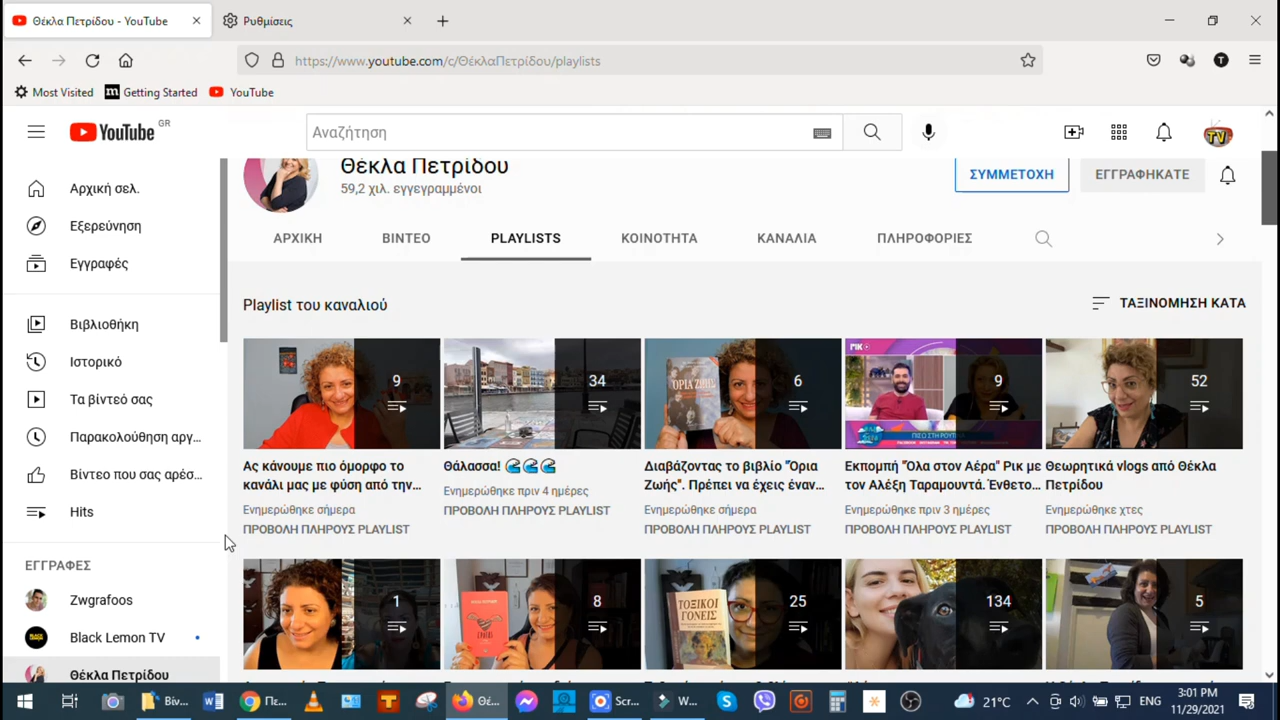 Θέκλα Πετρίδου - YouTube
Ρυθμίσεις
https://www.youtube.com/c/ΘέκλαΠετρίδου/playlists
Most Visited
Getting Started
YouTube
YouTube GR
Αναζήτηση
Αρχική σελ.
Εξερεύνηση
Εγγραφές
Βιβλιοθήκη
Ιστορικό
Τα βίντεό σας
Παρακολούθηση αργ...
Βίντεο που σας αρέσ...
Hits
ΕΓΓΡΑΦΕΣ
Zwgrafoos
Black Lemon TV
Θέκλα Πετρίδου
Θέκλα Πετρίδου
59,2 χιλ. εγγεγραμμένοι
ΣΥΜΜΕΤΟΧΗ
ΕΓΓΡΑΦΗΚΑΤΕ
ΑΡΧΙΚΗ
ΒΙΝΤΕΟ
PLAYLISTS
ΚΟΙΝΟΤΗΤΑ
ΚΑΝΑΛΙΑ
ΠΛΗΡΟΦΟΡΙΕΣ
Playlist του καναλιού
ΤΑΞΙΝΟΜΗΣΗ ΚΑΤΑ
9
Ας κάνουμε πιο όμορφο το
κανάλι μας με φύση από την...
Ενημερώθηκε σήμερα
ΠΡΟΒΟΛΗ ΠΛΗΡΟΥΣ PLAYLIST
34
Θάλασσα! 🌊🌊🌊
Ενημερώθηκε πριν 4 ημέρες
ΠΡΟΒΟΛΗ ΠΛΗΡΟΥΣ PLAYLIST
ΟΡΙΑ ΖΩΗΣ
6
Διαβάζοντας το βιβλίο "Όρια
Ζωής". Πρέπει να έχεις έναν...
Ενημερώθηκε σήμερα
ΠΡΟΒΟΛΗ ΠΛΗΡΟΥΣ PLAYLIST
ΡΙΚ
ΠΙΣΩ ΣΤΗ ΡΟΥΤΙΝΑ
9
Εκπομπή "Όλα στον Αέρα" Ρικ με
τον Αλέξη Ταραμουντά. Ένθετο...
Ενημερώθηκε πριν 3 ημέρες
ΠΡΟΒΟΛΗ ΠΛΗΡΟΥΣ PLAYLIST
52
Θεωρητικά vlogs από Θέκλα
Πετρίδου
Ενημερώθηκε χτες
ΠΡΟΒΟΛΗ ΠΛΗΡΟΥΣ PLAYLIST
1
8
ΤΟΞΙΚΟΙ
ΓΟΝΕΙΣ
25
134
5
Βίν...
Πε...
Θέ...
Scr...
W...
21°C
ENG
3:01 PM
11/29/2021